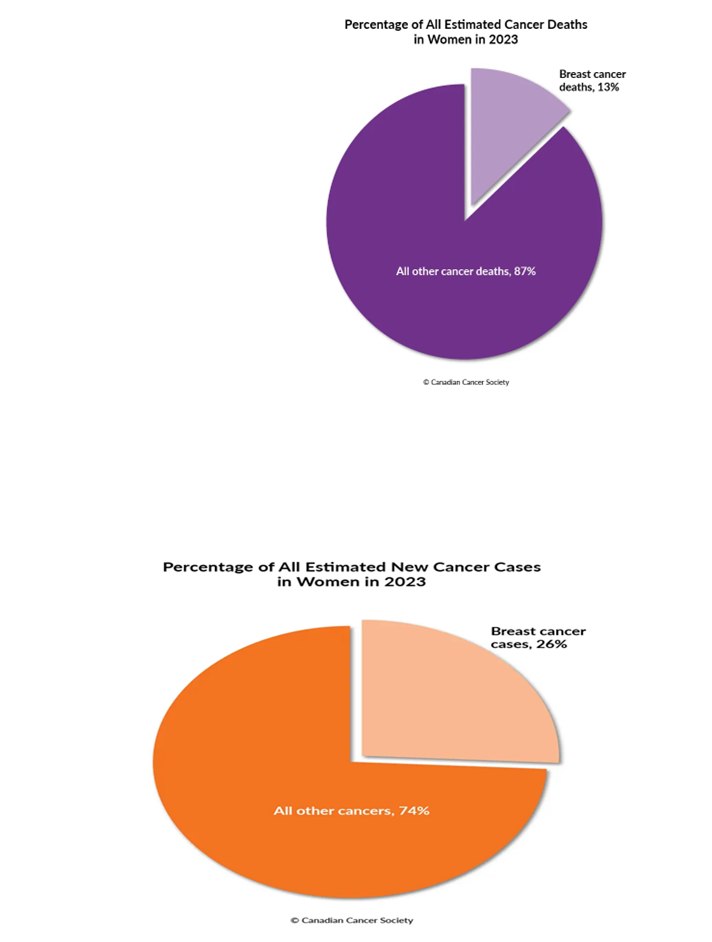 Percentage of All Estimated Cancer Deaths
in Women in 2023
Breast cancer
deaths, 13%
All other cancer deaths, 87%
© Canadian Cancer Society
Percentage of All Estimated New Cancer Cases
in Women in 2023
Breast cancer
cases, 26%
All other cancers, 74%
© Canadian Cancer Society